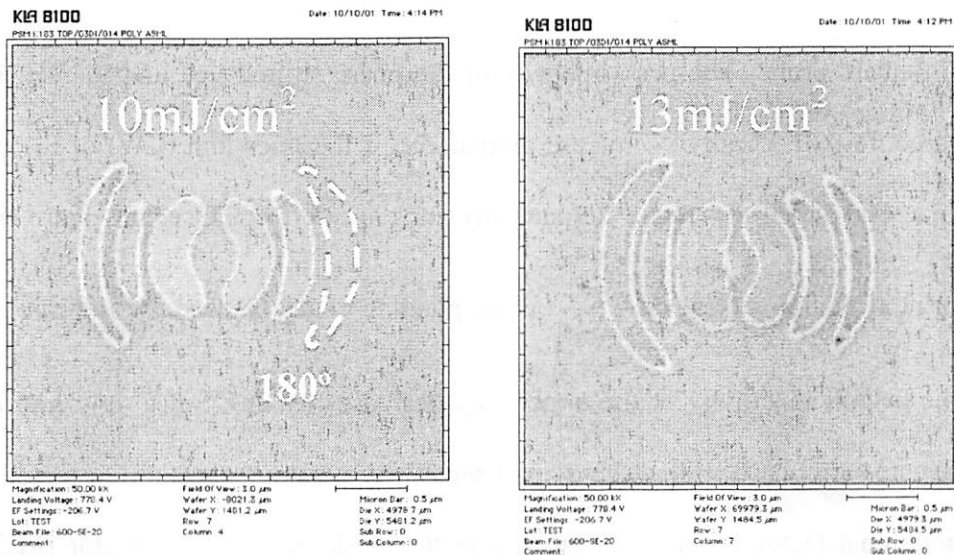 KLA 8100
Date: 10/10/01 Time: 4:14 PM
PSM K183 TOP/03D1/014 POLY ASML
10mJ/cm²
180°
Magnification: 50.00 kX
Landing Voltage: 778.4 V
EF Settings: -206.7 V
Lot: TEST
Beam File: 600-SE-20
Comment:
Field Of View: 3.0 µm
Wafer X: -8021.3 µm
Wafer Y: 1481.2 µm
Row: 7
Column: 4
Micron Bar: 0.5 µm
Die X: 4979.7 µm
Die Y: 5481.2 µm
Sub Row: 0
Sub Column: 0
KLA 8100
Date: 10/10/01 Time: 4:12 PM
PSM K183 TOP/03D1/014 POLY ASML
13mJ/cm²
Magnification: 50.00 kX
Landing Voltage: 778.4 V
EF Settings: -206.7 V
Lot: TEST
Beam File: 600-SE-20
Comment:
Field Of View: 3.0 µm
Wafer X: 69979.3 µm
Wafer Y: 1484.5 µm
Row: 7
Column: 7
Micron Bar: 0.5 µm
Die X: 4979.3 µm
Die Y: 5484.5 µm
Sub Row: 0
Sub Column: 0